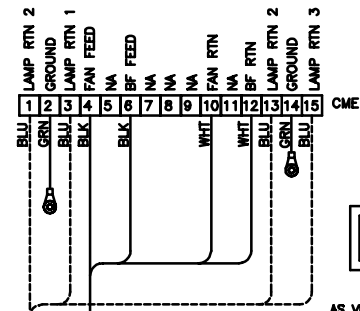 LAMP RTN 2
GROUND
LAMP RTN 1
FAN FEED
NA
BF FEED
NA
NA
NA
FAN RTN
NA
BF RTN
LAMP RTN 2
GROUND
LAMP RTN 3
1 2 3 4 5 6 7 8 9 10 11 12 13 14 15 CME
BLU
GRN
BLU
BLK
BLK
WHT
WHT
BLU
GRN
BLU